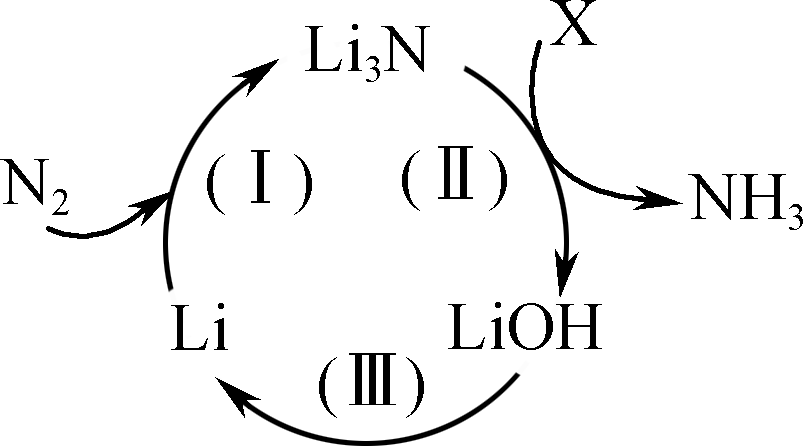 Li₃N
X
N₂
(Ⅰ)
(Ⅱ)
NH₃
Li
LiOH
(Ⅲ)